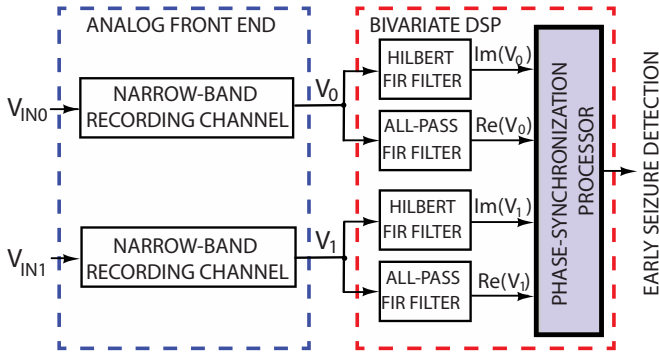 ANALOG FRONT END
BIVARIATE DSP
V_IN0
NARROW-BAND
RECORDING CHANNEL
V_0
HILBERT
FIR FILTER
Im(V_0)
ALL-PASS
FIR FILTER
Re(V_0)
V_IN1
NARROW-BAND
RECORDING CHANNEL
V_1
HILBERT
FIR FILTER
Im(V_1)
ALL-PASS
FIR FILTER
Re(V_1)
PHASE-SYNCHRONIZATION
PROCESSOR
EARLY SEIZURE DETECTION